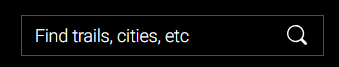 Find trails, cities, etc